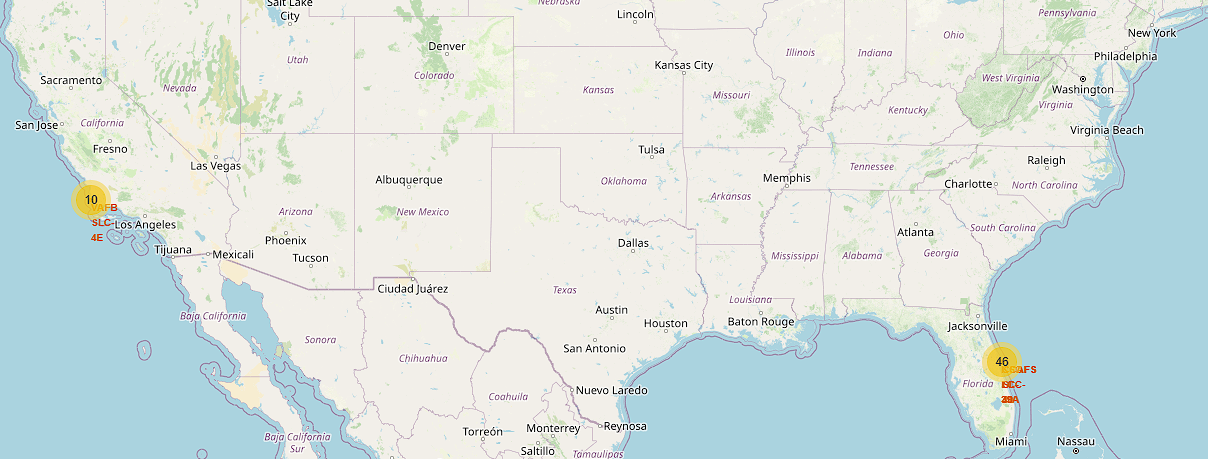 Salt Lake
City
Nebraska
Lincoln
Pennsylvania
New York
Ohio
Philadelphia
Denver
Utah
Colorado
Kansas City
Illinois
Indiana
Sacramento
Nevada
Kansas
Missouri
West Virginia
Washington
Virginia
San Jose
California
Kentucky
Virginia Beach
Fresno
Las Vegas
Tulsa
Tennessee
Raleigh
Albuquerque
Oklahoma
Memphis
Charlotte
North Carolina
10
VAFB
SLC-
4E
Los Angeles
Arizona
New Mexico
Arkansas
Phoenix
Tucson
Dallas
Atlanta
South Carolina
Tijuana
Mexicali
Mississippi
Alabama
Georgia
Ciudad Juárez
Texas
Louisiana
Baja California
Austin
Houston
Baton Rouge
Jacksonville
Sonora
San Antonio
Chihuahua
46
Florida
Coahuila
Nuevo Laredo
Baja California
Sur
Torreón
Monterrey
Reynosa
Saltillo
Tamaulipas
Miami
Nassau